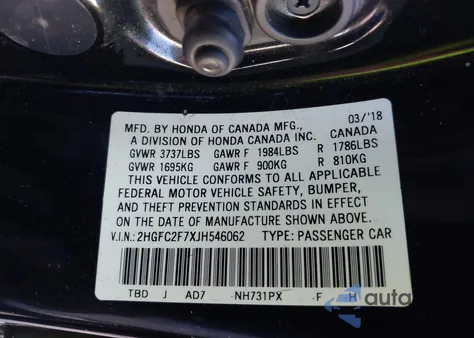 03/'18
MFD. BY HONDA OF CANADA MFG.,
A DIVISION OF HONDA CANADA INC. CANADA
GVWR 3737LBS GAWR F 1984LBS R 1786LBS
GVWR 1695KG GAWR F 900KG R 810KG
THIS VEHICLE CONFORMS TO ALL APPLICABLE
FEDERAL MOTOR VEHICLE SAFETY, BUMPER,
AND THEFT PREVENTION STANDARDS IN EFFECT
ON THE DATE OF MANUFACTURE SHOWN ABOVE.
V.I.N.: 2HGFC2F7XJH546062 TYPE: PASSENGER CAR
TBD J AD7 NH731PX F H
auto